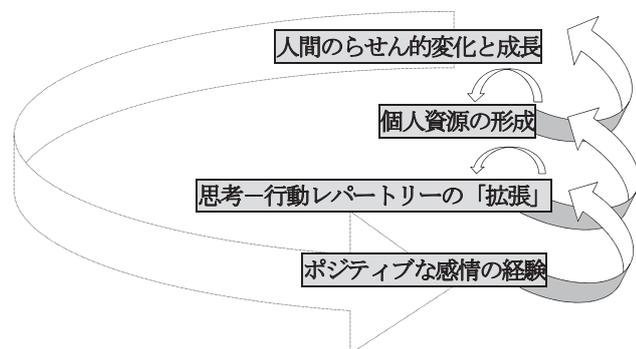 人間のらせん的変化と成長
個人資源の形成
思考－行動レパートリーの「拡張」
ポジティブな感情の経験